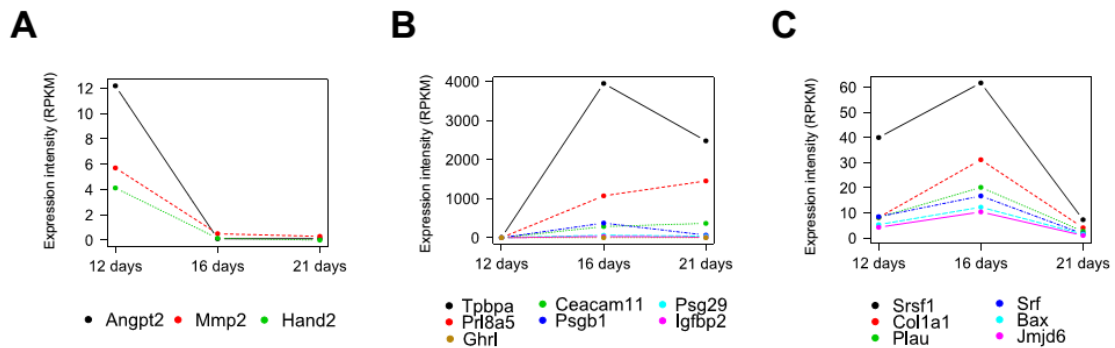 A
B
C
Expression intensity (RPKM)
12
10
8
6
4
2
0
12 days 16 days 21 days
Angpt2 Mmp2 Hand2
Expression intensity (RPKM)
4000
3000
2000
1000
0
12 days 16 days 21 days
Tpbpa Ceacam11 Psg29
Prl8a5 Psgb1 Igfbp2
Ghrl
Expression intensity (RPKM)
60
50
40
30
20
10
0
12 days 16 days 21 days
Srsf1 Srf
Col1a1 Bax
Plau Jmjd6